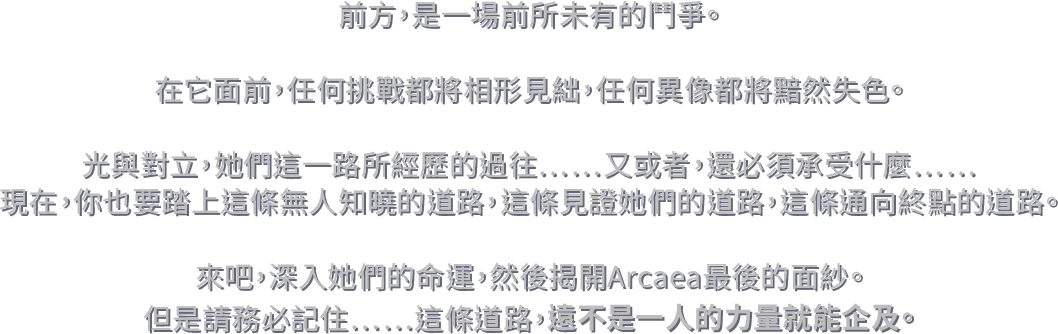 前方，是一場前所未有的鬥爭。
在它面前，任何挑戰都將相形見絀，任何異像都將黯然失色。
光與對立，她們這一路所經歷的過往……又或者，還必須承受什麼……
現在，你也要踏上這條無人知曉的道路，這條見證她們的道路，這條通向終點的道路。
來吧，深入她們的命運，然後揭開Arcaea最後的面紗。
但是請務必記住……這條道路，遠不是一人的力量就能企及。